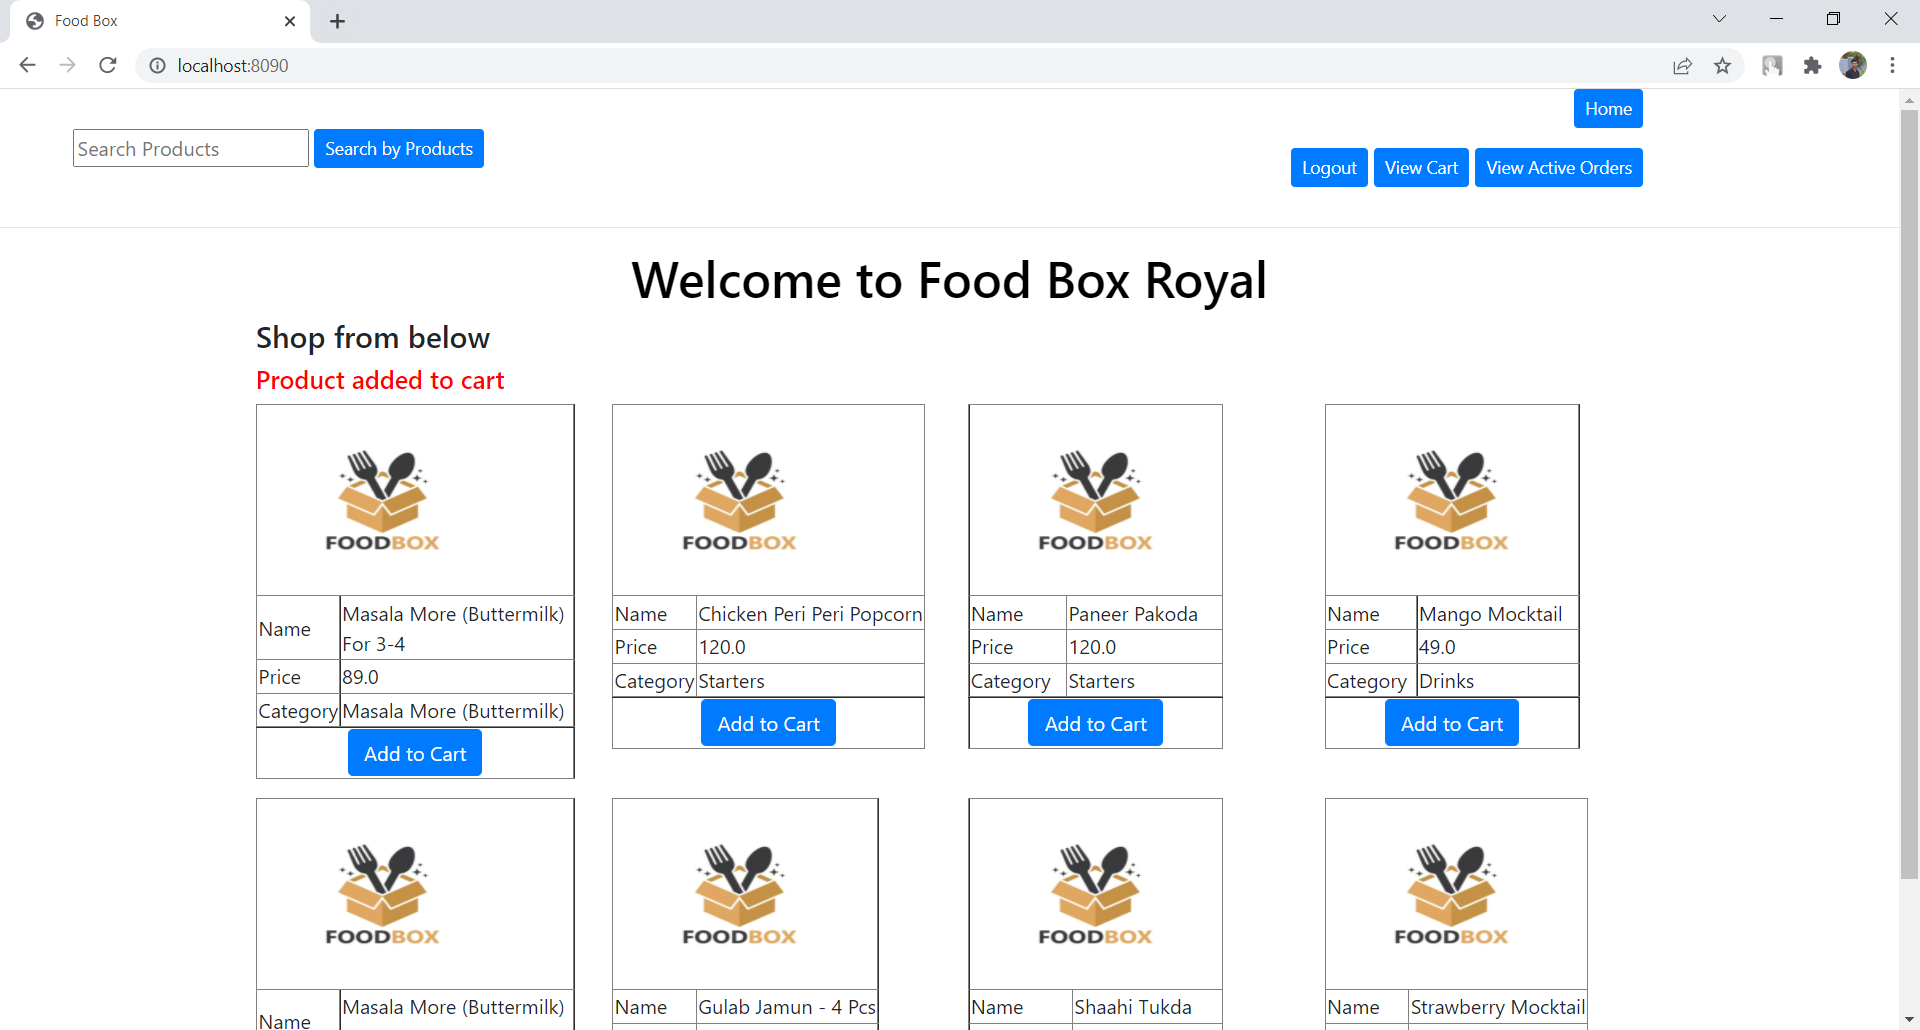 Food Box
localhost:8090
Home
Search Products
Search by Products
Logout
View Cart
View Active Orders
Welcome to Food Box Royal
Shop from below
Product added to cart
FOODBOX
Name
Masala More (Buttermilk)
For 3-4
Price
89.0
Category
Masala More (Buttermilk)
Add to Cart
FOODBOX
Name
Chicken Peri Peri Popcorn
Price
120.0
Category
Starters
Add to Cart
FOODBOX
Name
Paneer Pakoda
Price
120.0
Category
Starters
Add to Cart
FOODBOX
Name
Mango Mocktail
Price
49.0
Category
Drinks
Add to Cart
FOODBOX
Name
Masala More (Buttermilk)
FOODBOX
Name
Gulab Jamun - 4 Pcs
FOODBOX
Name
Shaahi Tukda
FOODBOX
Name
Strawberry Mocktail